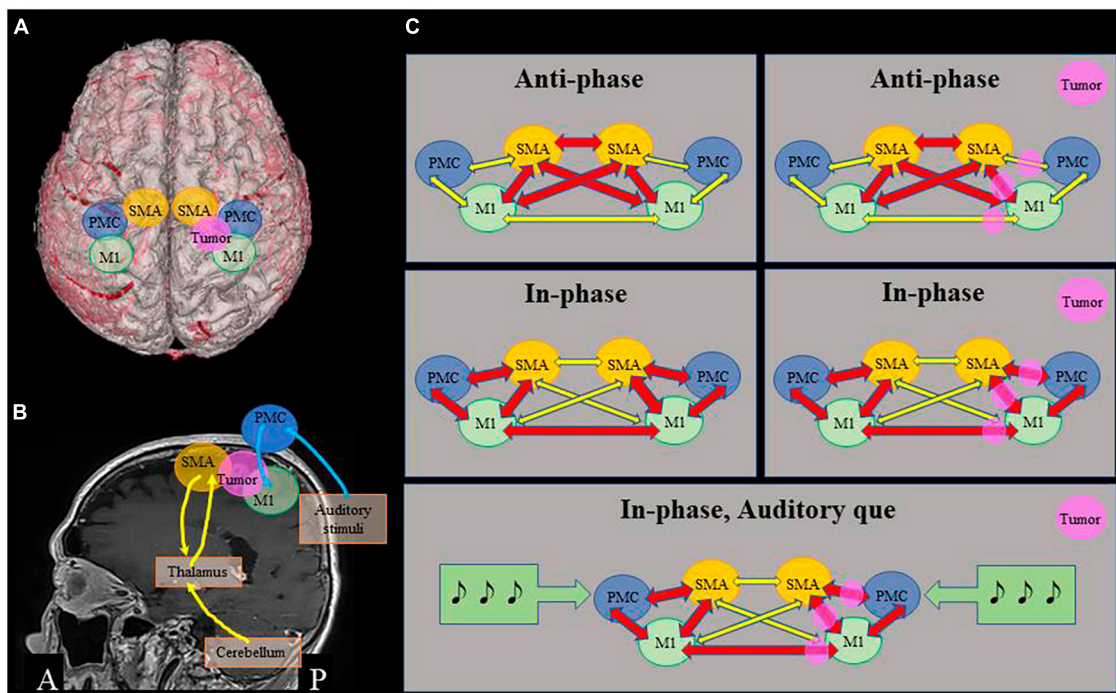 A
PMC
SMA
SMA
PMC
Tumor
M1
M1
B
PMC
SMA
Tumor
M1
Auditory
stimuli
Thalamus
Cerebellum
A
P
C
Anti-phase
PMC
SMA
SMA
PMC
M1
M1
Anti-phase
Tumor
PMC
SMA
SMA
PMC
M1
M1
In-phase
PMC
SMA
SMA
PMC
M1
M1
In-phase
Tumor
PMC
SMA
SMA
PMC
M1
M1
In-phase, Auditory que
Tumor
PMC
SMA
SMA
PMC
M1
M1